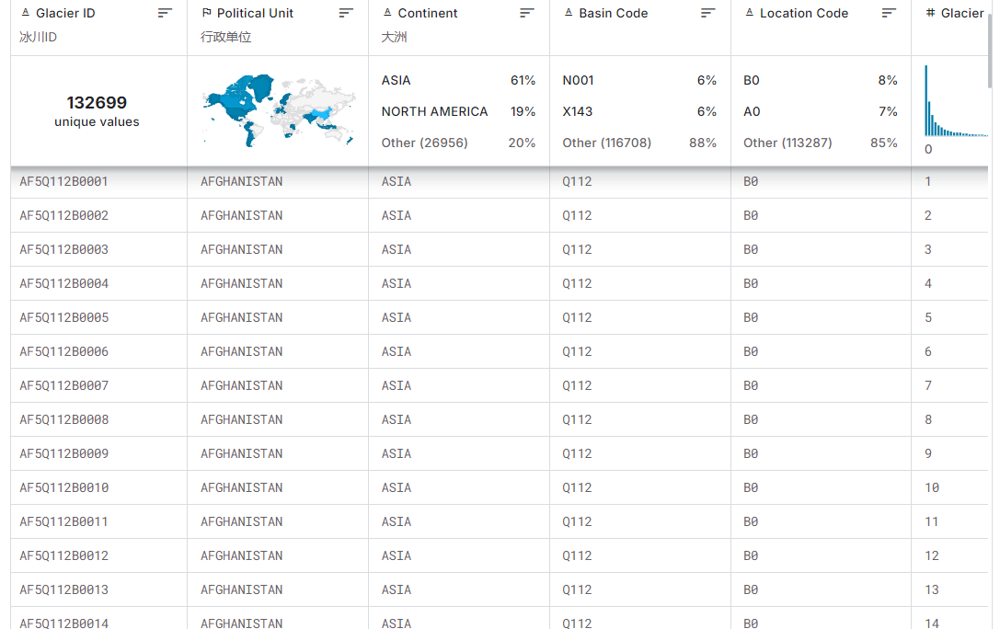 Glacier ID Political Unit Continent Basin Code Location Code # Glacier
冰川ID 行政单位 大洲
132699
unique values
ASIA 61% N001 6% B0 8%
NORTH AMERICA 19% X143 6% A0 7%
Other (26956) 20% Other (116708) 88% Other (113287) 85%
0
AF5Q112B0001 AFGHANISTAN ASIA Q112 B0 1
AF5Q112B0002 AFGHANISTAN ASIA Q112 B0 2
AF5Q112B0003 AFGHANISTAN ASIA Q112 B0 3
AF5Q112B0004 AFGHANISTAN ASIA Q112 B0 4
AF5Q112B0005 AFGHANISTAN ASIA Q112 B0 5
AF5Q112B0006 AFGHANISTAN ASIA Q112 B0 6
AF5Q112B0007 AFGHANISTAN ASIA Q112 B0 7
AF5Q112B0008 AFGHANISTAN ASIA Q112 B0 8
AF5Q112B0009 AFGHANISTAN ASIA Q112 B0 9
AF5Q112B0010 AFGHANISTAN ASIA Q112 B0 10
AF5Q112B0011 AFGHANISTAN ASIA Q112 B0 11
AF5Q112B0012 AFGHANISTAN ASIA Q112 B0 12
AF5Q112B0013 AFGHANISTAN ASIA Q112 B0 13
AF5Q112B0014 AFGHANISTAN ASIA Q112 B0 14